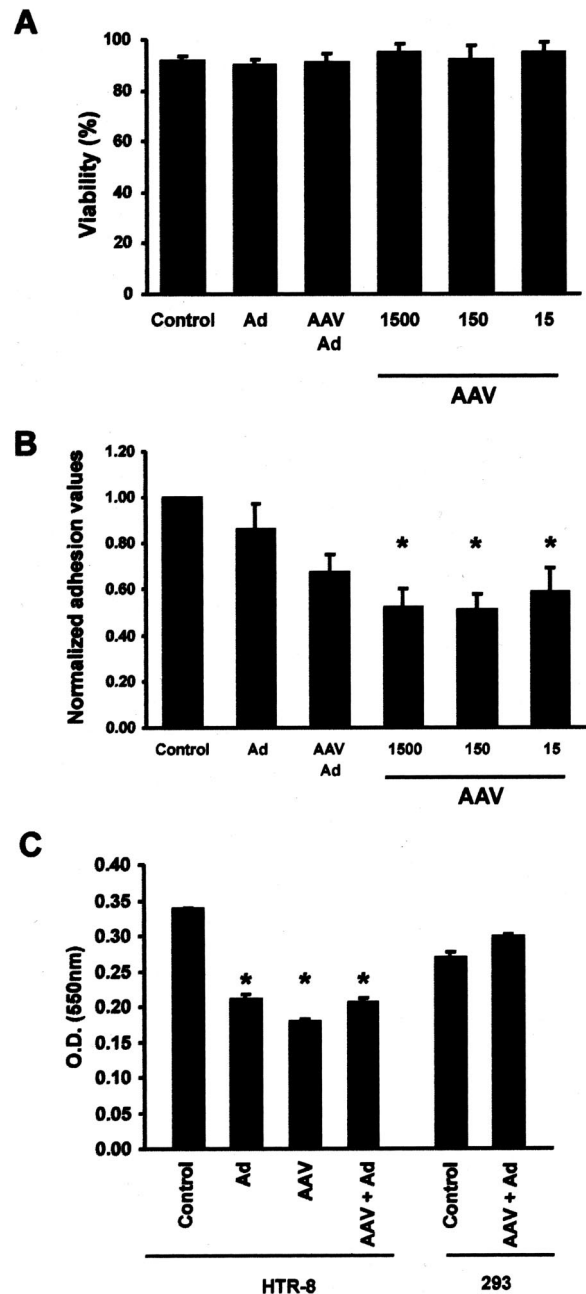 A
Viability (%)
100
80
60
40
20
0
Control Ad AAV Ad 1500 150 15
AAV
B
Normalized adhesion values
1.20
1.00
0.80
0.60
0.40
0.20
0.00
* * *
Control Ad AAV Ad 1500 150 15
AAV
C
O.D. (550nm)
0.40
0.35
0.30
0.25
0.20
0.15
0.10
0.05
0.00
* * *
Control
Ad
AAV
AAV + Ad
Control
AAV + Ad
HTR-8 293